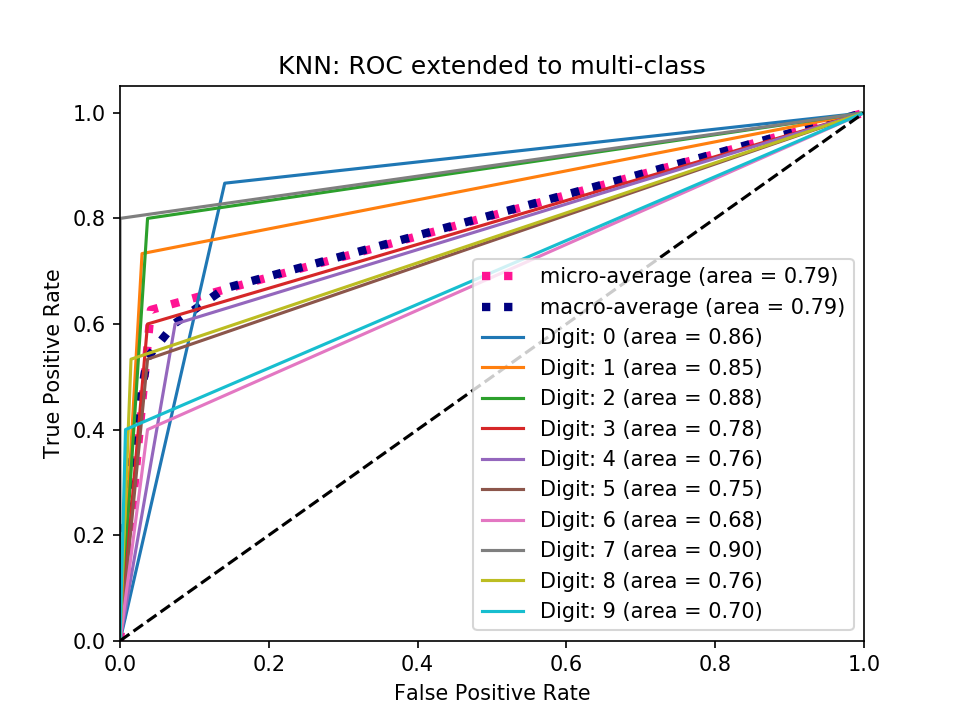 KNN: ROC extended to multi-class
True Positive Rate
1.0
0.8
0.6
0.4
0.2
0.0
micro-average (area = 0.79)
macro-average (area = 0.79)
Digit: 0 (area = 0.86)
Digit: 1 (area = 0.85)
Digit: 2 (area = 0.88)
Digit: 3 (area = 0.78)
Digit: 4 (area = 0.76)
Digit: 5 (area = 0.75)
Digit: 6 (area = 0.68)
Digit: 7 (area = 0.90)
Digit: 8 (area = 0.76)
Digit: 9 (area = 0.70)
0.0 0.2 0.4 0.6 0.8 1.0
False Positive Rate